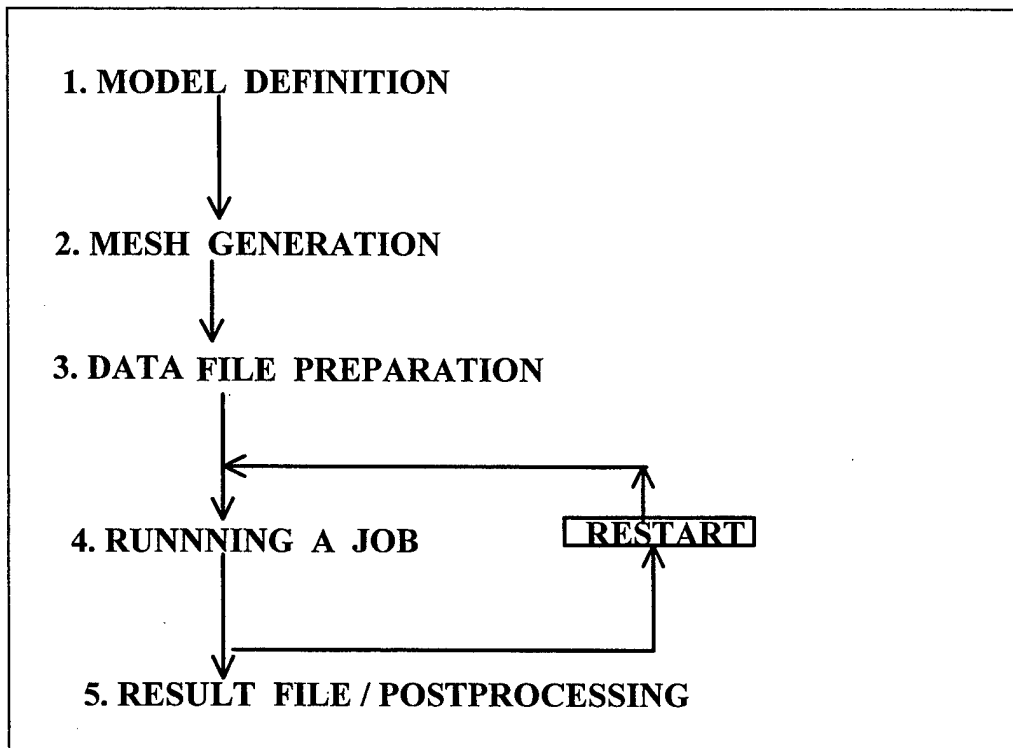 1. MODEL DEFINITION
2. MESH GENERATION
3. DATA FILE PREPARATION
4. RUNNNING A JOB
RESTART
5. RESULT FILE / POSTPROCESSING